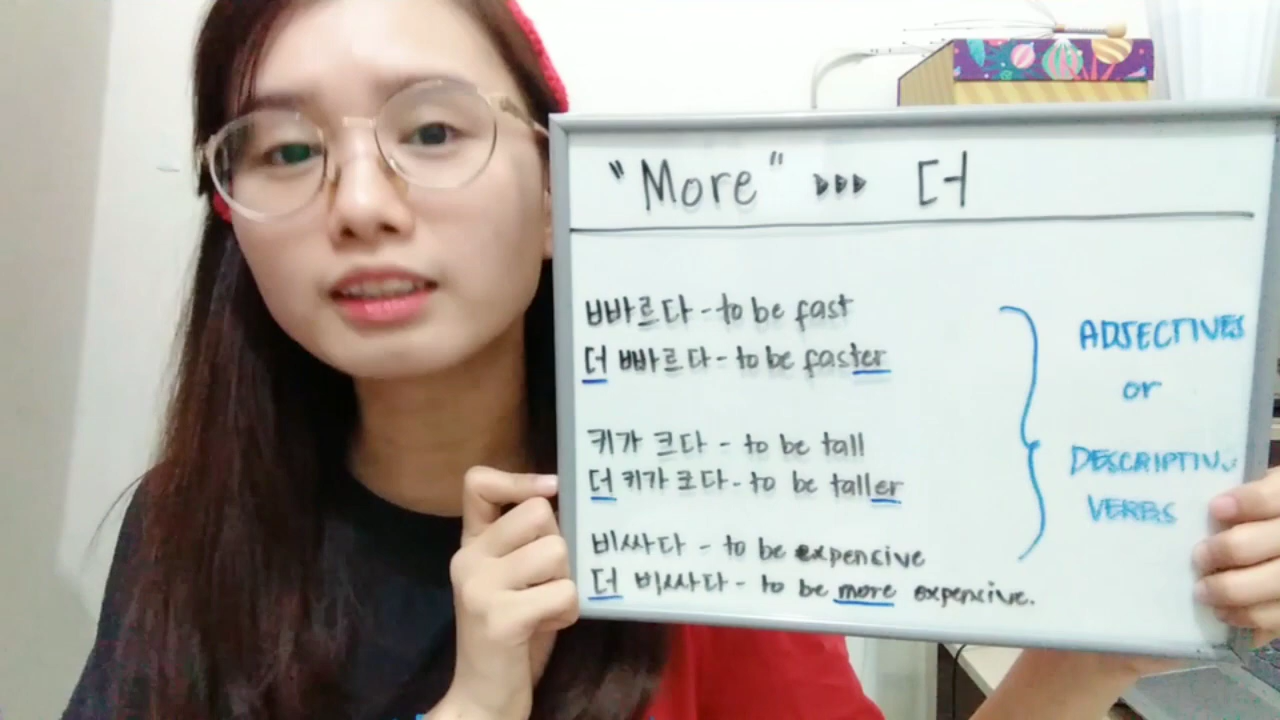 "More" ▷▷▷ 더
빠르다 - to be fast
더 빠르다 - to be faster
키가 크다 - to be tall
더 키가 크다 - to be taller
비싸다 - to be expensive
더 비싸다 - to be more expensive.
ADJECTIVES
or
DESCRIPTIVE
VERBS